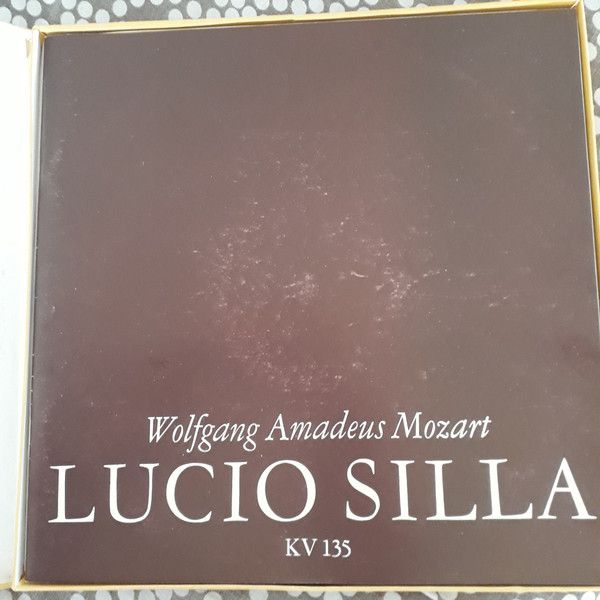 Wolfgang Amadeus Mozart
LUCIO SILLA
KV 135